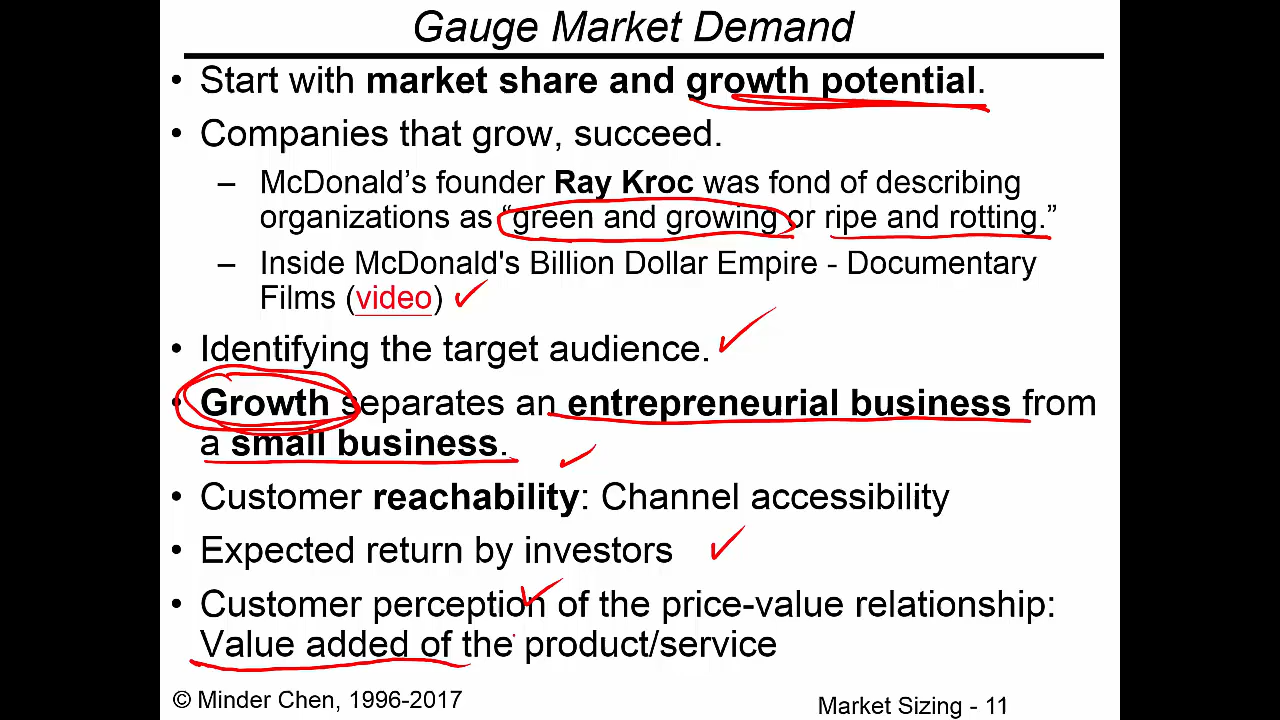 Gauge Market Demand
• Start with market share and growth potential.
• Companies that grow, succeed.
– McDonald’s founder Ray Kroc was fond of describing
organizations as “green and growing or ripe and rotting.”
– Inside McDonald's Billion Dollar Empire - Documentary
Films (video)
• Identifying the target audience.
• Growth separates an entrepreneurial business from
a small business.
• Customer reachability: Channel accessibility
• Expected return by investors
• Customer perception of the price-value relationship:
Value added of the product/service
© Minder Chen, 1996-2017
Market Sizing - 11